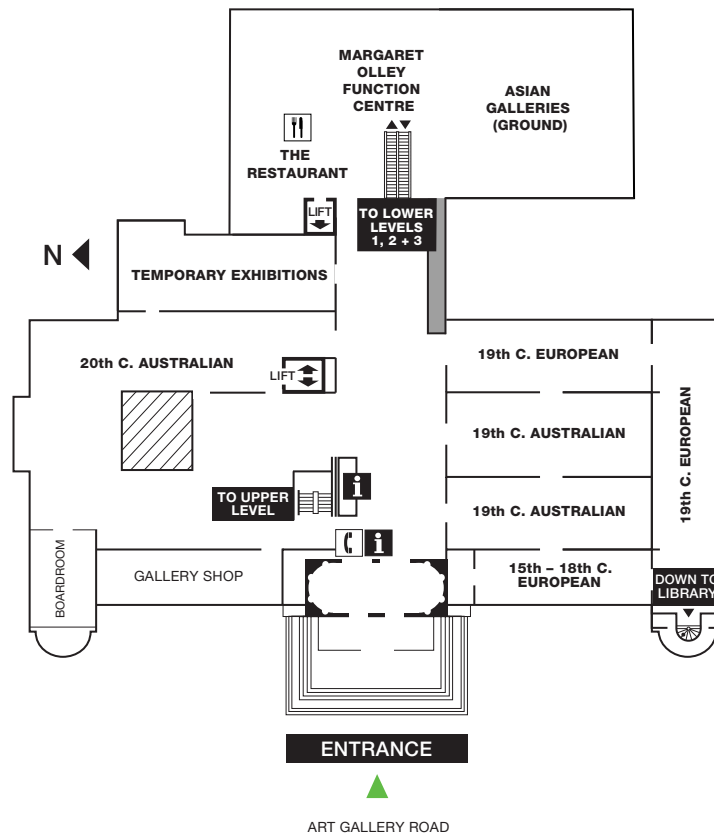 MARGARET
OLLEY
FUNCTION
CENTRE
ASIAN
GALLERIES
(GROUND)
THE
RESTAURANT
LIFT
TO LOWER
LEVELS
1, 2 + 3
N
TEMPORARY EXHIBITIONS
20th C. AUSTRALIAN
LIFT
19th C. EUROPEAN
19th C. AUSTRALIAN
19th C. EUROPEAN
i
TO UPPER
LEVEL
19th C. AUSTRALIAN
i
BOARDROOM
GALLERY SHOP
15th – 18th C.
EUROPEAN
DOWN TO
LIBRARY
ENTRANCE
ART GALLERY ROAD